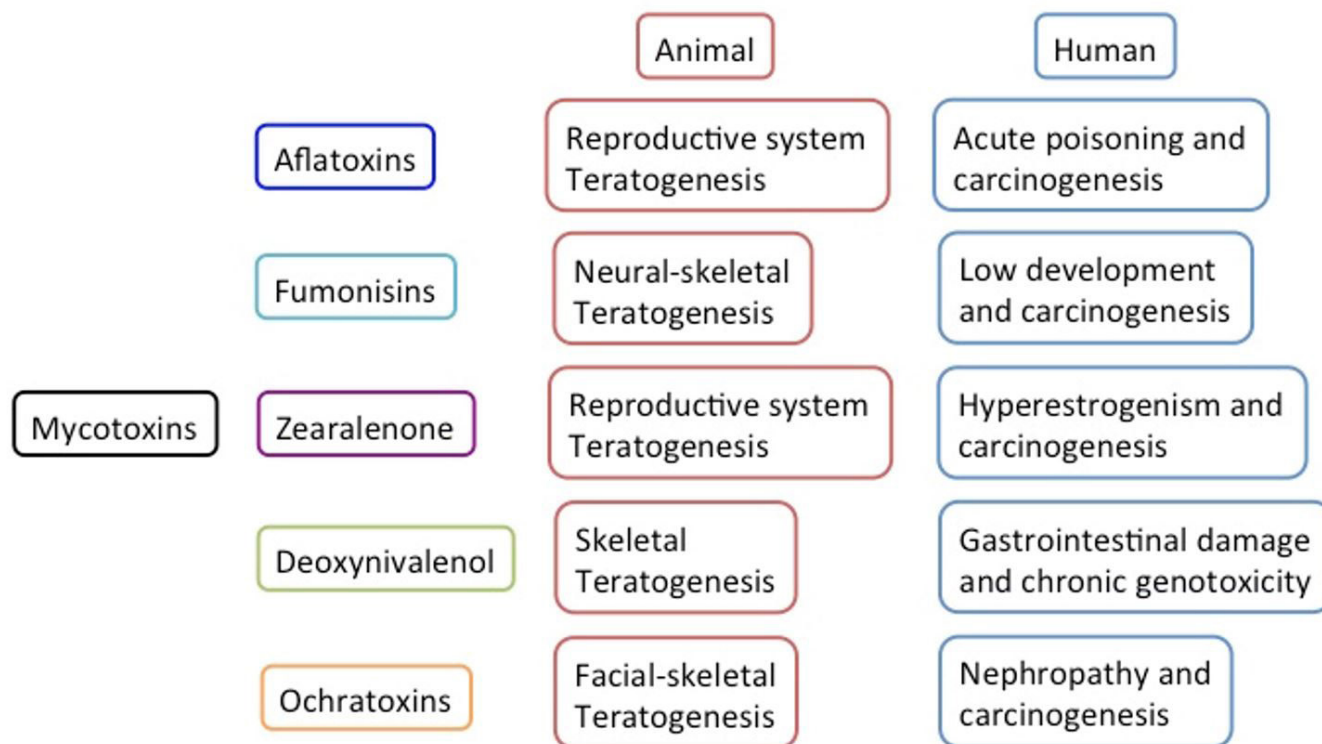 Animal
Human
Aflatoxins
Reproductive system
Teratogenesis
Acute poisoning and
carcinogenesis
Fumonisins
Neural-skeletal
Teratogenesis
Low development
and carcinogenesis
Mycotoxins
Zearalenone
Reproductive system
Teratogenesis
Hyperestrogenism and
carcinogenesis
Deoxynivalenol
Skeletal
Teratogenesis
Gastrointestinal damage
and chronic genotoxicity
Ochratoxins
Facial-skeletal
Teratogenesis
Nephropathy and
carcinogenesis